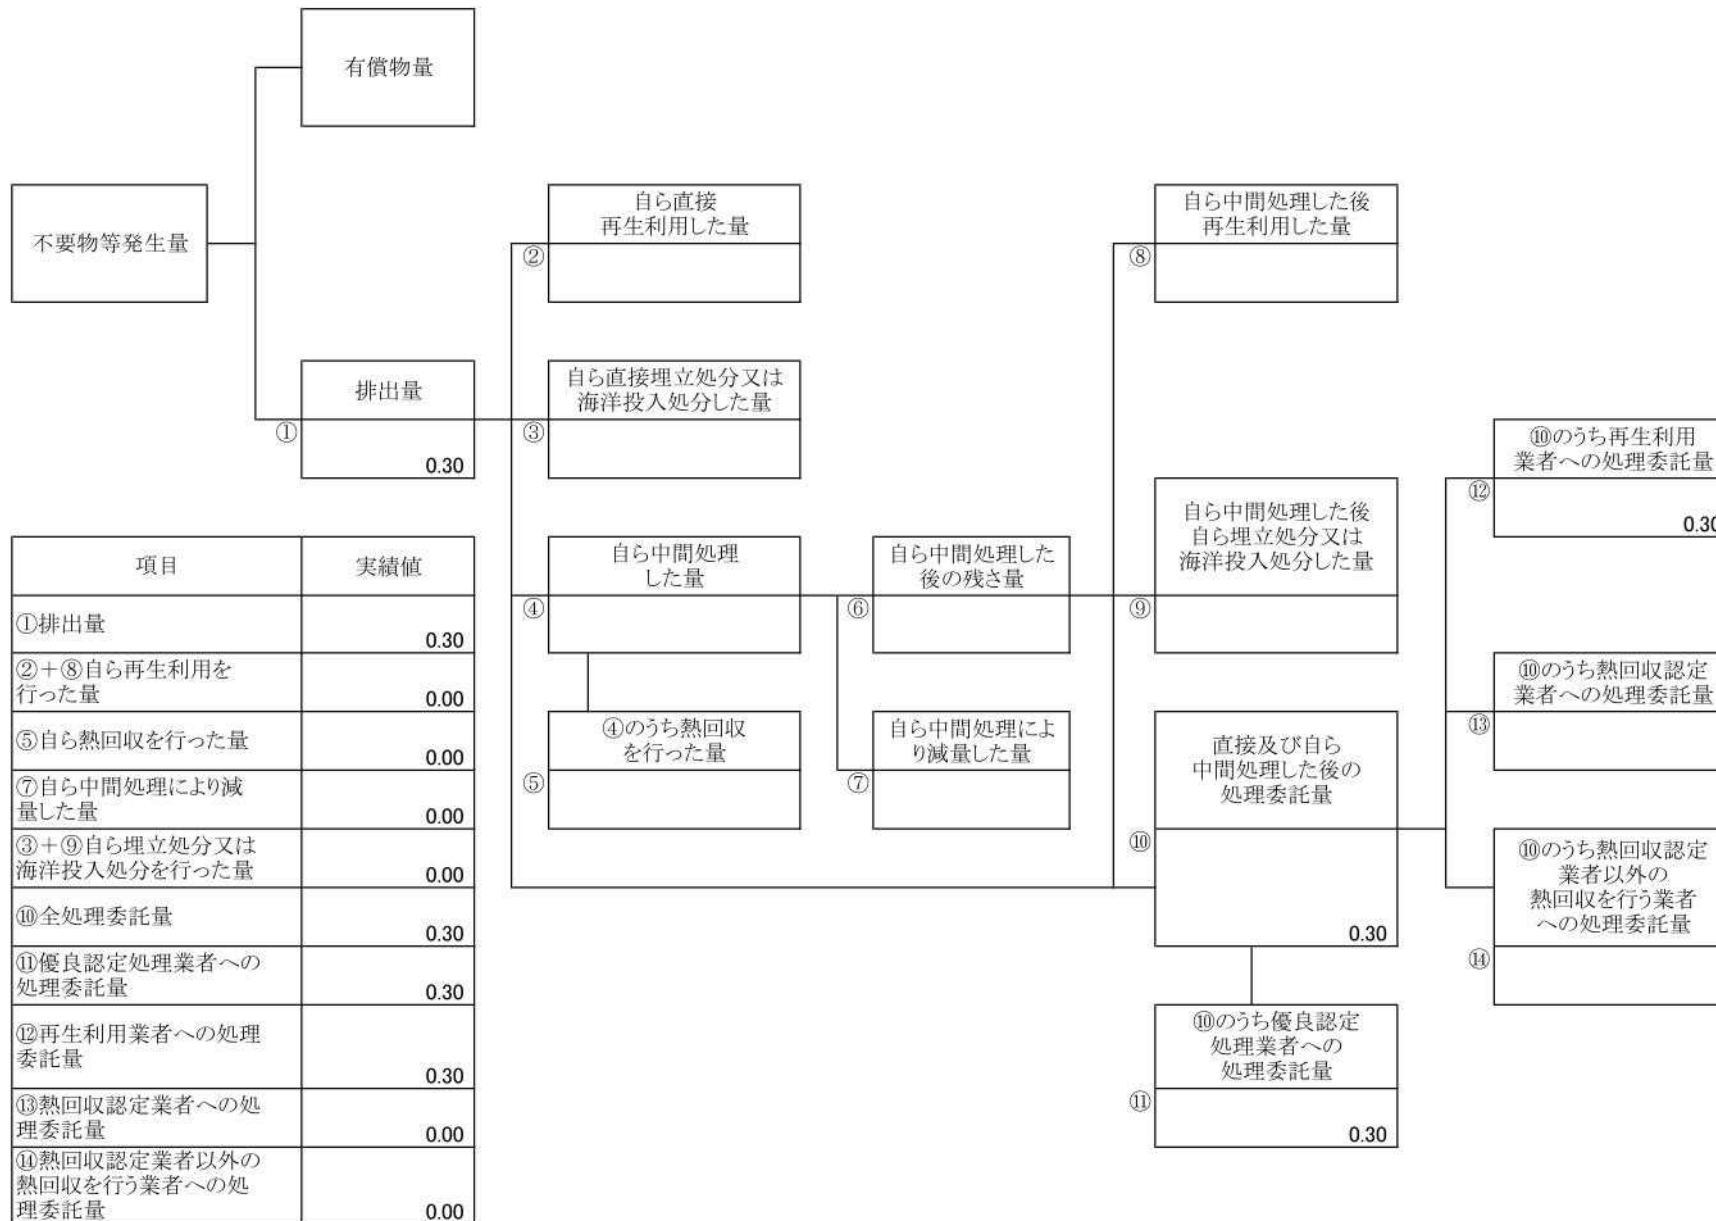 有償物量
不要物等発生量
排出量
①
0.30
自ら直接
再生利用した量
②
自ら直接埋立処分又は
海洋投入処分した量
③
自ら中間処理
した量
④
④のうち熱回収
を行った量
⑤
自ら中間処理した
後の残さ量
⑥
自ら中間処理によ
り減量した量
⑦
自ら中間処理した後
再生利用した量
⑧
自ら中間処理した後
自ら埋立処分又は
海洋投入処分した量
⑨
直接及び自ら
中間処理した後の
処理委託量
⑩
0.30
⑩のうち優良認定
処理業者への
処理委託量
⑪
0.30
⑩のうち再生利用
業者への処理委託量
⑫
0.30
⑩のうち熱回収認定
業者への処理委託量
⑬
⑩のうち熱回収認定
業者以外の
熱回収を行う業者
への処理委託量
⑭
項目 実績値
①排出量
0.30
②＋⑧自ら再生利用を
行った量
0.00
⑤自ら熱回収を行った量
0.00
⑦自ら中間処理により減
量した量
0.00
③＋⑨自ら埋立処分又は
海洋投入処分を行った量
0.00
⑩全処理委託量
0.30
⑪優良認定処理業者への
処理委託量
0.30
⑫再生利用業者への処理
委託量
0.30
⑬熱回収認定業者への処
理委託量
0.00
⑭熱回収認定業者以外の
熱回収を行う業者への処
理委託量
0.00